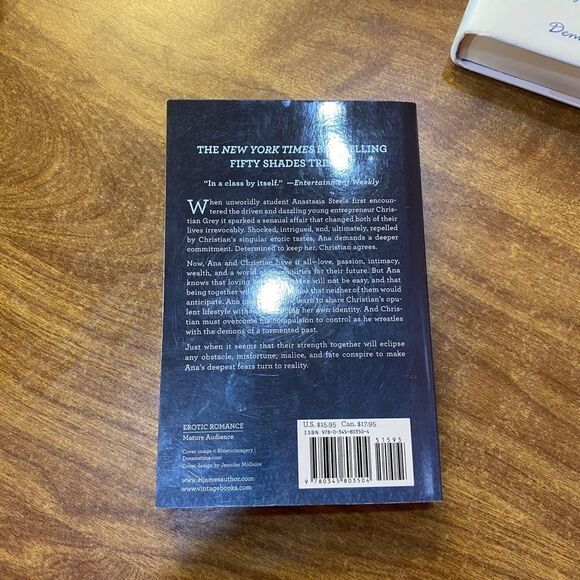 Dem
THE NEW YORK TIMES B SELLING
FIFTY SHADES TRI
"In a class by itself." —Entertainment Weekly
When unworldly student Anastasia Steele first encoun-
tered the driven and dazzling young entrepreneur Chris-
tian Grey it sparked a sensual affair that changed both of their
lives irrevocably. Shocked, intrigued, and, ultimately, repelled
by Christian's singular erotic tastes, Ana demands a deeper
commitment. Determined to keep her, Christian agrees.
Now, Ana and Christian have it all—love, passion, intimacy,
wealth, and a world of possibilities for their future. But Ana
knows that loving will not be easy, and that
being together will that neither of them would
anticipate. Ana learn to share Christian's opu-
lent lifestyle without her own identity. And Chris-
tian must overcome his compulsion to control as he wrestles
with the demons of a tormented past.
Just when it seems that their strength together will eclipse
any obstacle, misfortune, malice, and fate conspire to make
Ana's deepest fears turn to reality.
EROTIC ROMANCE
Mature Audience
Cover image © Kineticimagery |
Dreamstime.com
Cover design by Jennifer McGuire
www.eljamesauthor.com
www.vintagebooks.com
U.S. $15.95 Can. $17.95
ISBN 978-0-345-80350-4
51595
9 780345 803504